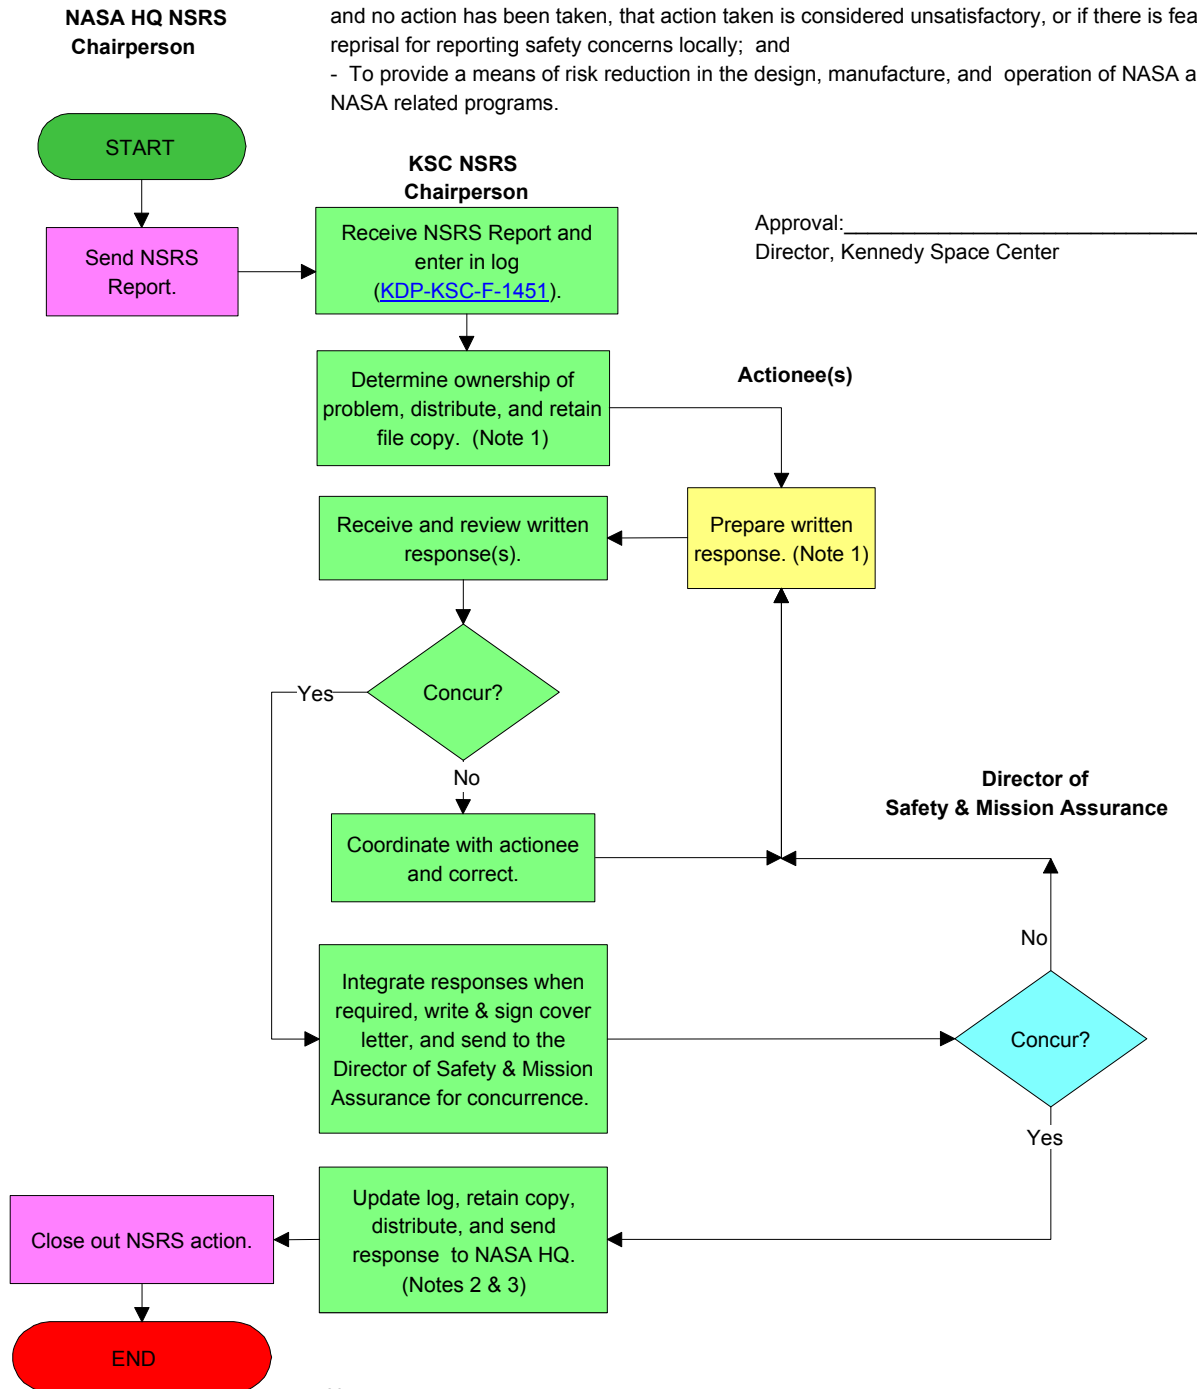 NASA HQ NSRS
Chairperson
and no action has been taken, that action taken is considered unsatisfactory, or if there is
reprisal for reporting safety concerns locally; and
- To provide a means of risk reduction in the design, manufacture, and operation of NASA
NASA related programs.
START
KSC NSRS
Chairperson
Send NSRS
Report.
Receive NSRS Report and
enter in log
(KDP-KSC-F-1451).
Approval:
Director, Kennedy Space Center
Determine ownership of
problem, distribute, and retain
file copy. (Note 1)
Actionee(s)
Receive and review written
response(s).
Prepare written
response. (Note 1)
Concur?
Yes
No
Coordinate with actionee
and correct.
Director of
Safety & Mission Assurance
No
Integrate responses when
required, write & sign cover
letter, and send to the
Director of Safety & Mission
Assurance for concurrence.
Concur?
Yes
Update log, retain copy,
distribute, and send
response to NASA HQ.
(Notes 2 & 3)
Close out NSRS action.
END